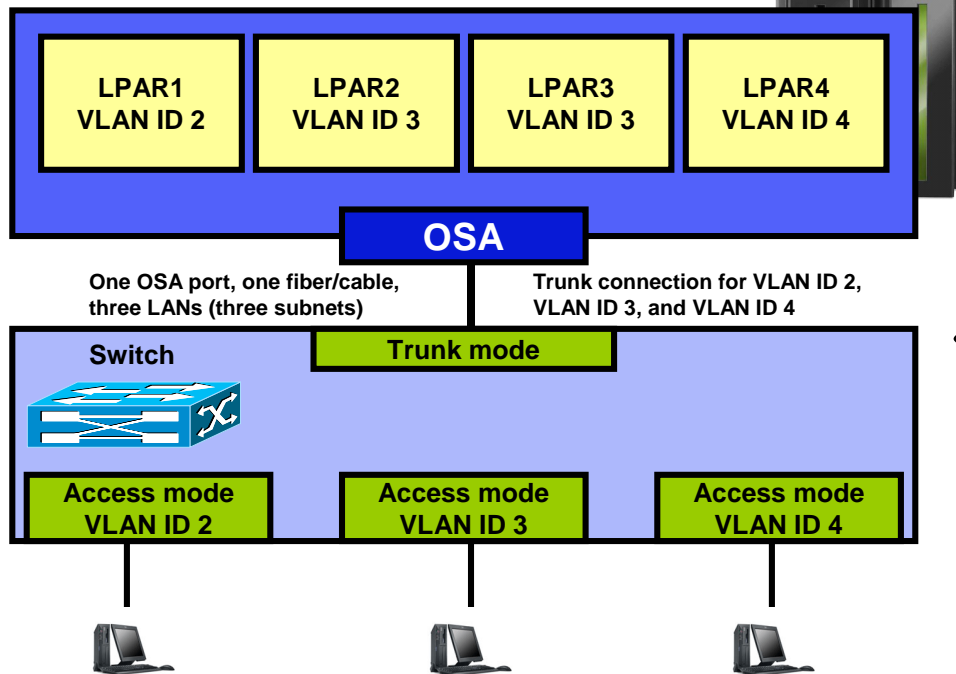 LPAR1
VLAN ID 2
LPAR2
VLAN ID 3
LPAR3
VLAN ID 3
LPAR4
VLAN ID 4
OSA
One OSA port, one fiber/cable,
three LANs (three subnets)
Trunk connection for VLAN ID 2,
VLAN ID 3, and VLAN ID 4
Switch
Trunk mode
Access mode
VLAN ID 2
Access mode
VLAN ID 3
Access mode
VLAN ID 4